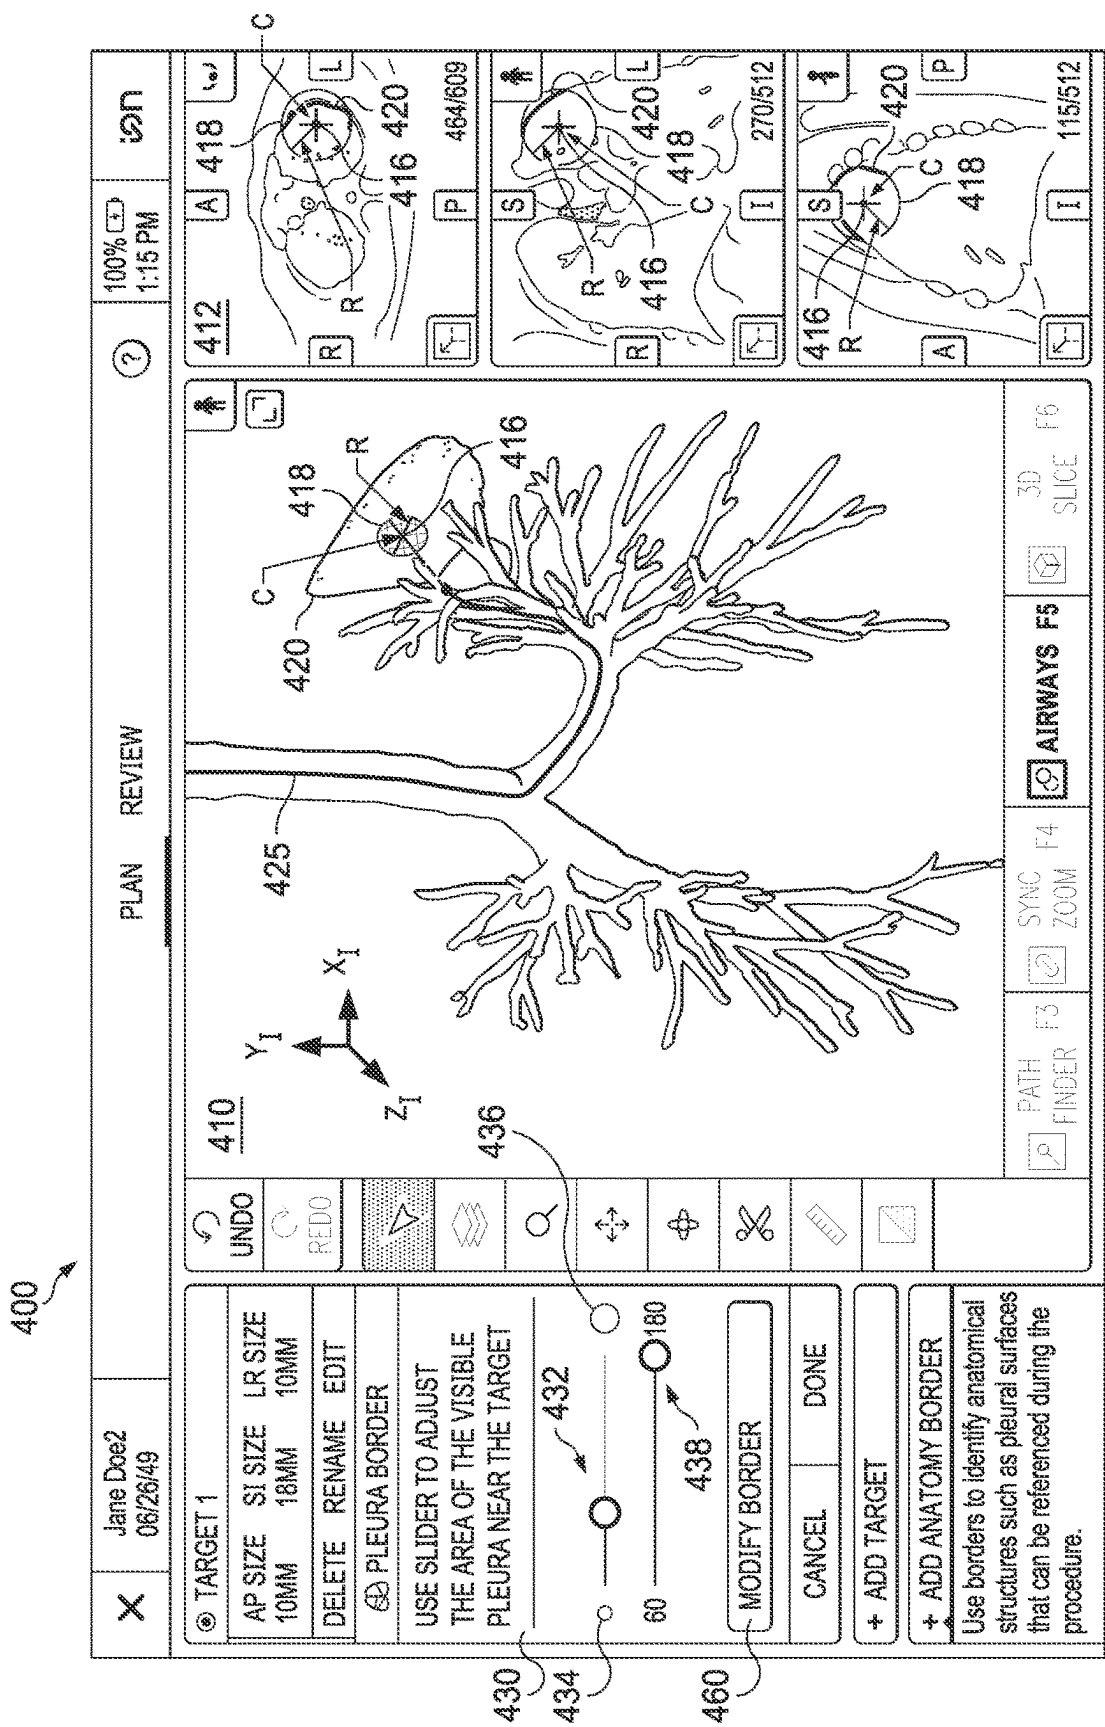 400
X
Jane Doe2
06/26/49
PLAN
REVIEW
?
100%
1:15 PM
TARGET 1
AP SIZE SI SIZE LR SIZE
10MM 18MM 10MM
DELETE RENAME EDIT
PLEURA BORDER
USE SLIDER TO ADJUST
THE AREA OF THE VISIBLE
PLEURA NEAR THE TARGET
430
432
434
436
60
180
438
460
MODIFY BORDER
CANCEL
DONE
+ ADD TARGET
+ ADD ANATOMY BORDER
Use borders to identify anatomical
structures such as pleural surfaces
that can be referenced during the
procedure.
UNDO
REDO
410
YI
XI
ZI
425
420
C
418
R
416
PATH
FINDER
F3
SYNC
ZOOM
F4
AIRWAYS F5
3D
SLICE
F6
412
A
418
C
L
R
R
416
420
P
464/609
S
L
R
R
416
C
418
420
I
270/512
S
P
416
R
A
420
C
418
I
115/512